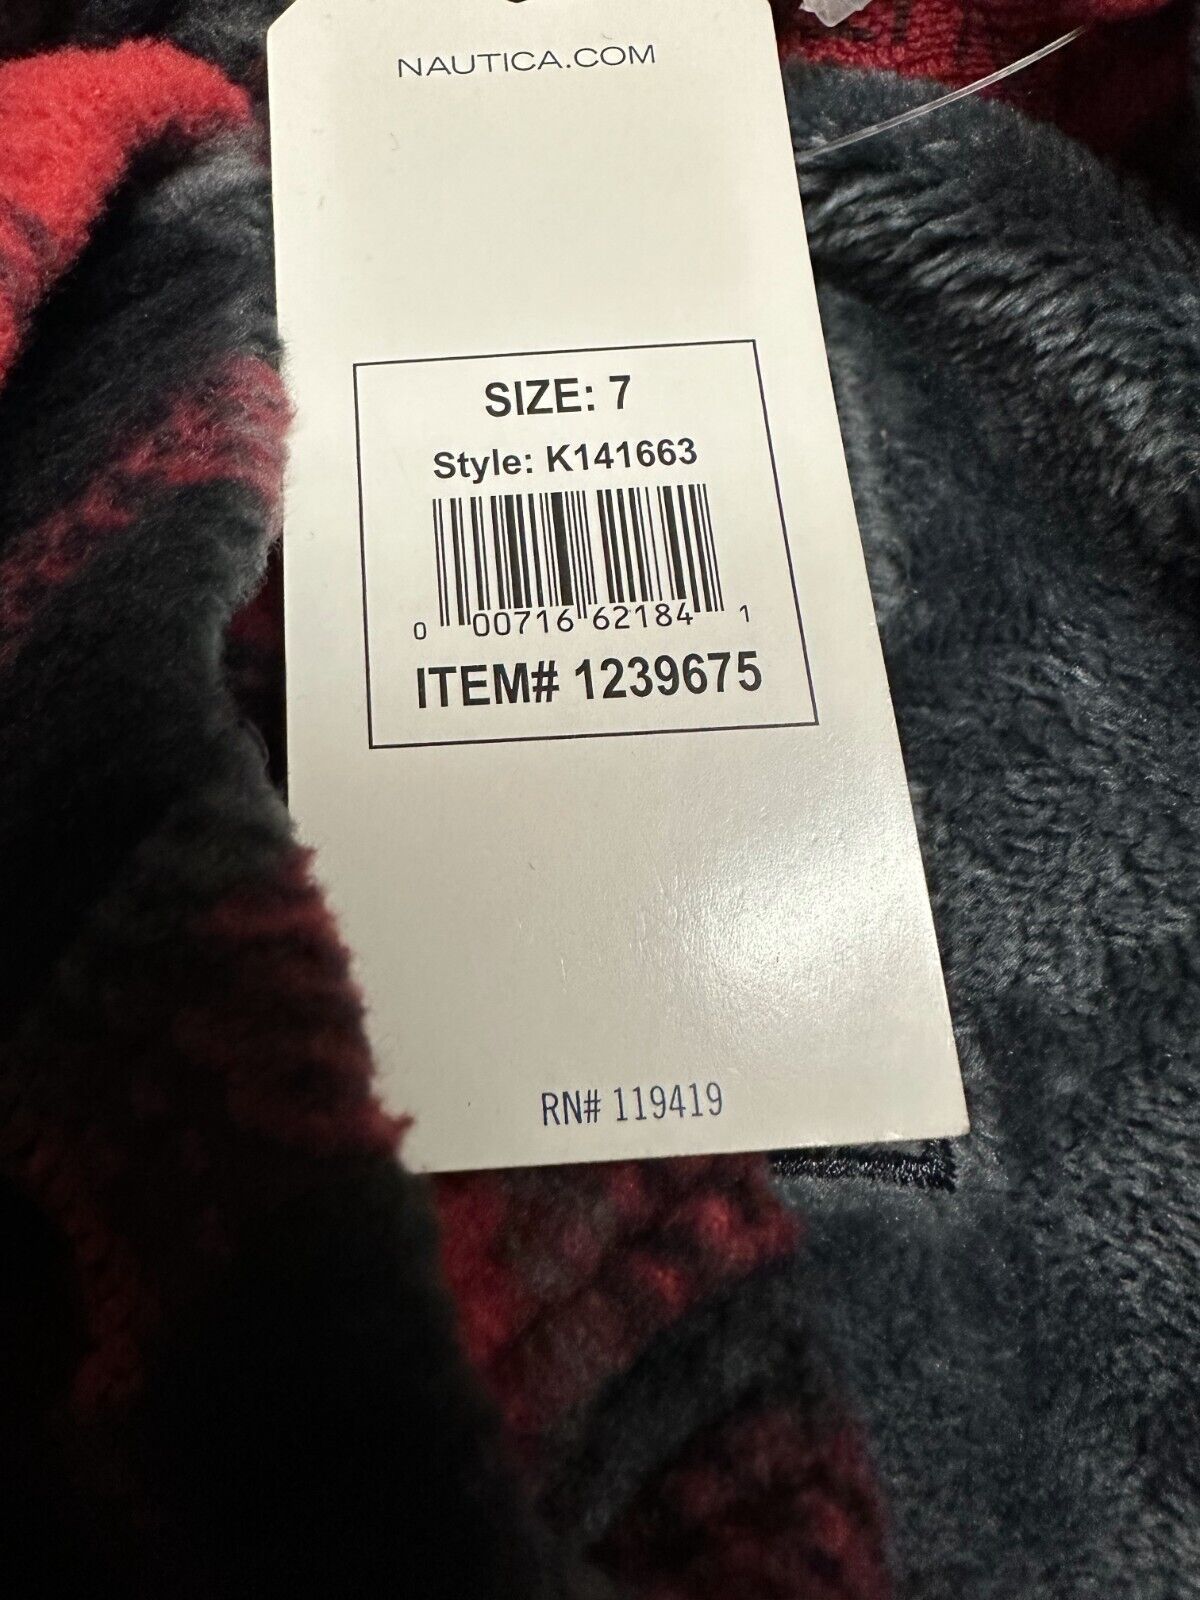 NAUTICA.COM
SIZE: 7
Style: K141663
0 00716 62184 1
ITEM# 1239675
RN# 119419